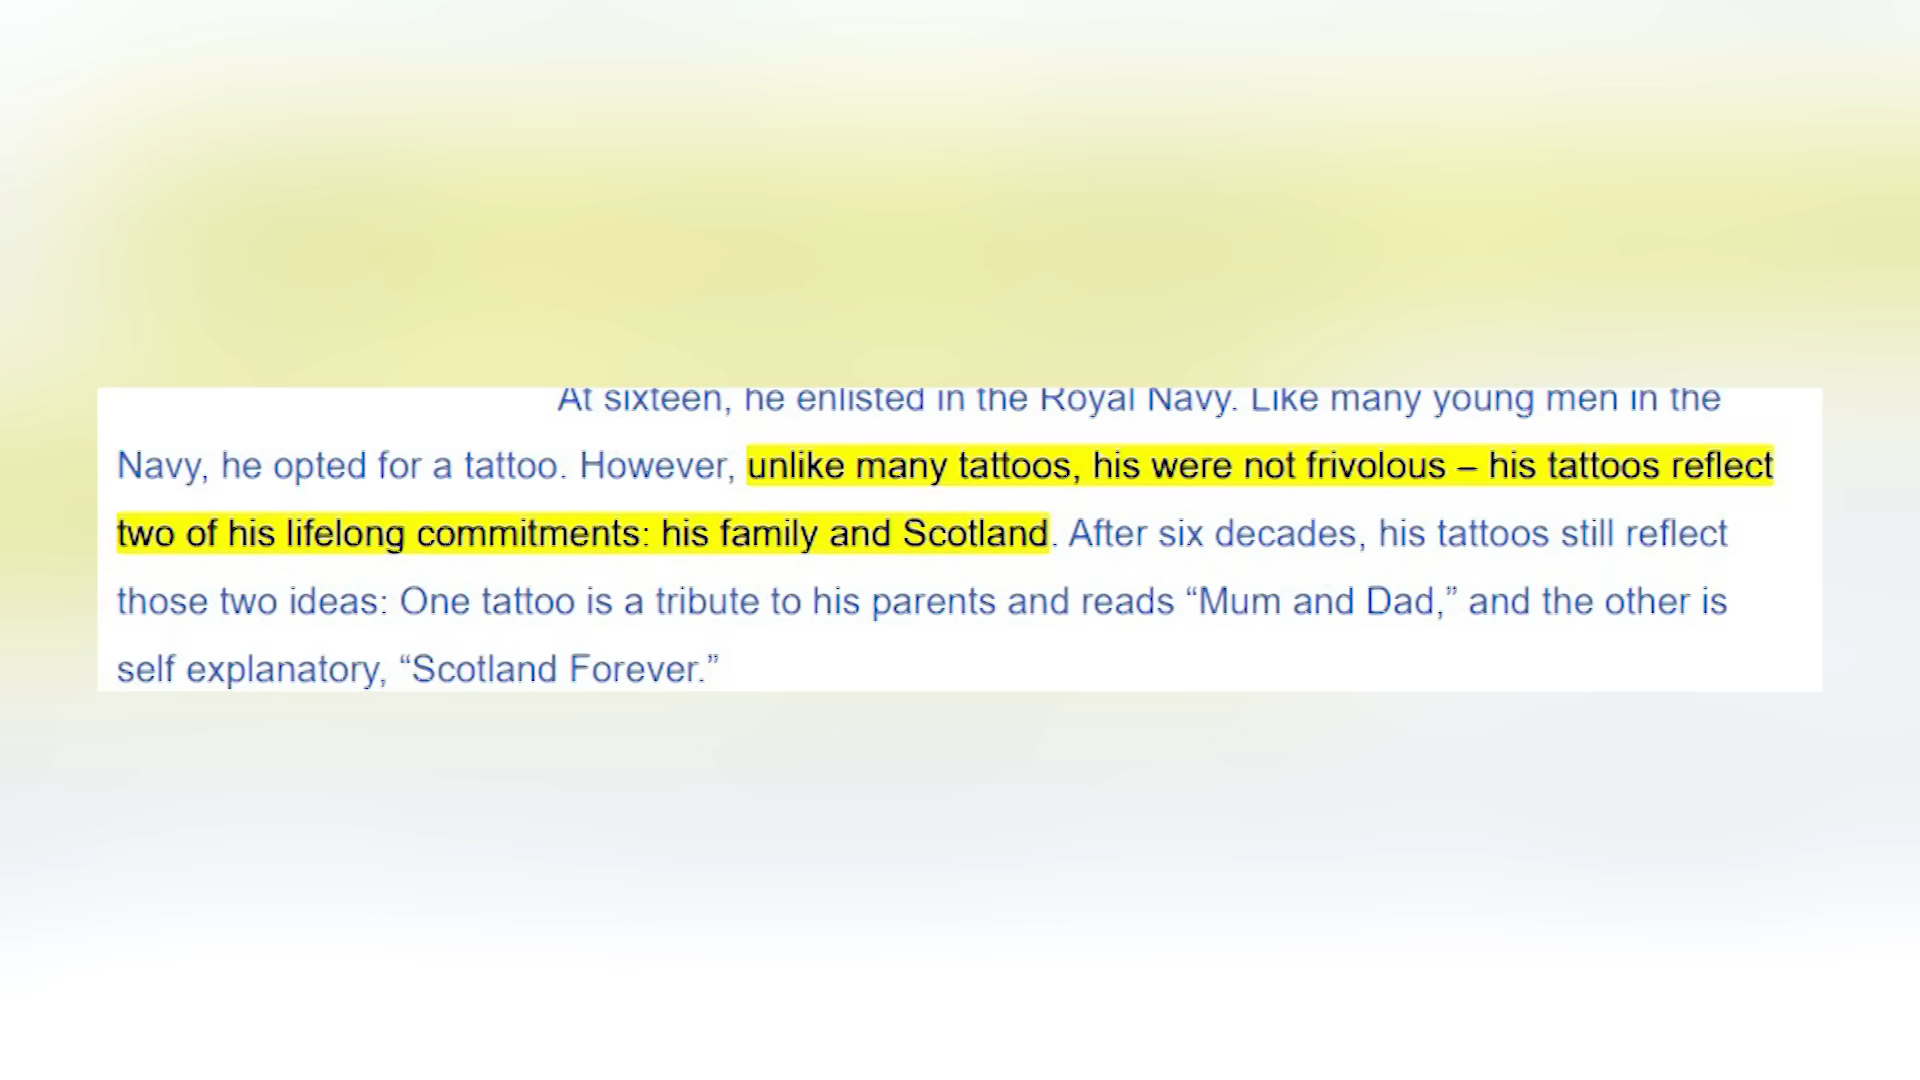 At sixteen, he enlisted in the Royal Navy. Like many young men in the
Navy, he opted for a tattoo. However, unlike many tattoos, his were not frivolous – his tattoos reflect
two of his lifelong commitments: his family and Scotland. After six decades, his tattoos still reflect
those two ideas: One tattoo is a tribute to his parents and reads “Mum and Dad,” and the other is
self explanatory, “Scotland Forever.”